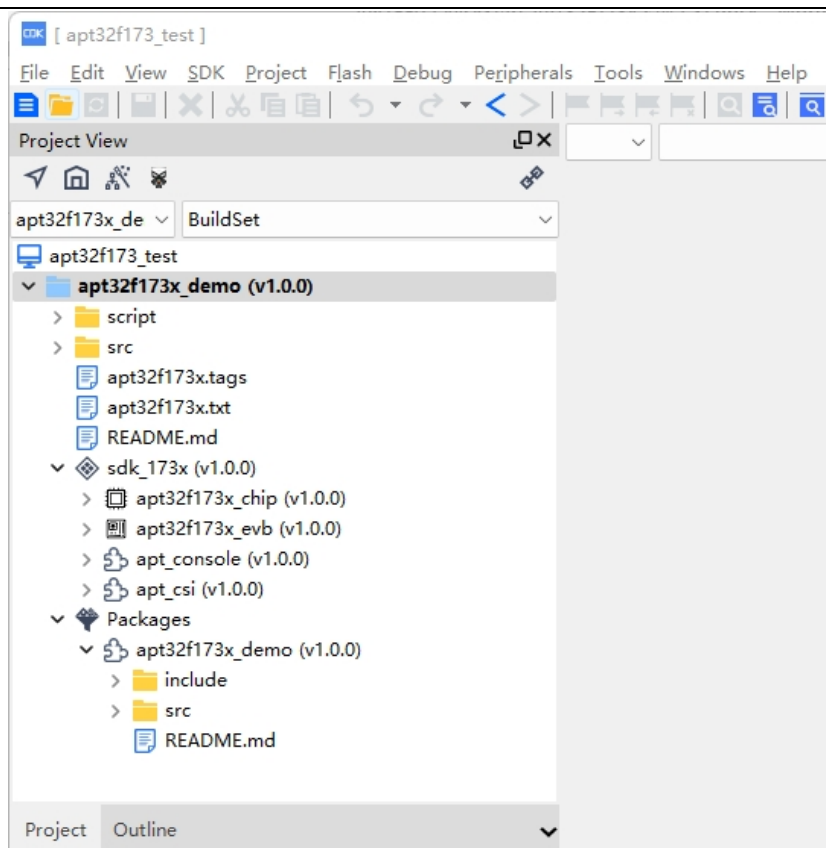 CDK [ apt32f173_test ]
File Edit View SDK Project Flash Debug Peripherals Tools Windows Help
Project View
apt32f173x_de BuildSet
apt32f173_test
apt32f173x_demo (v1.0.0)
script
src
apt32f173x.tags
apt32f173x.txt
README.md
sdk_173x (v1.0.0)
apt32f173x_chip (v1.0.0)
apt32f173x_evb (v1.0.0)
apt_console (v1.0.0)
apt_csi (v1.0.0)
Packages
apt32f173x_demo (v1.0.0)
include
src
README.md
Project Outline